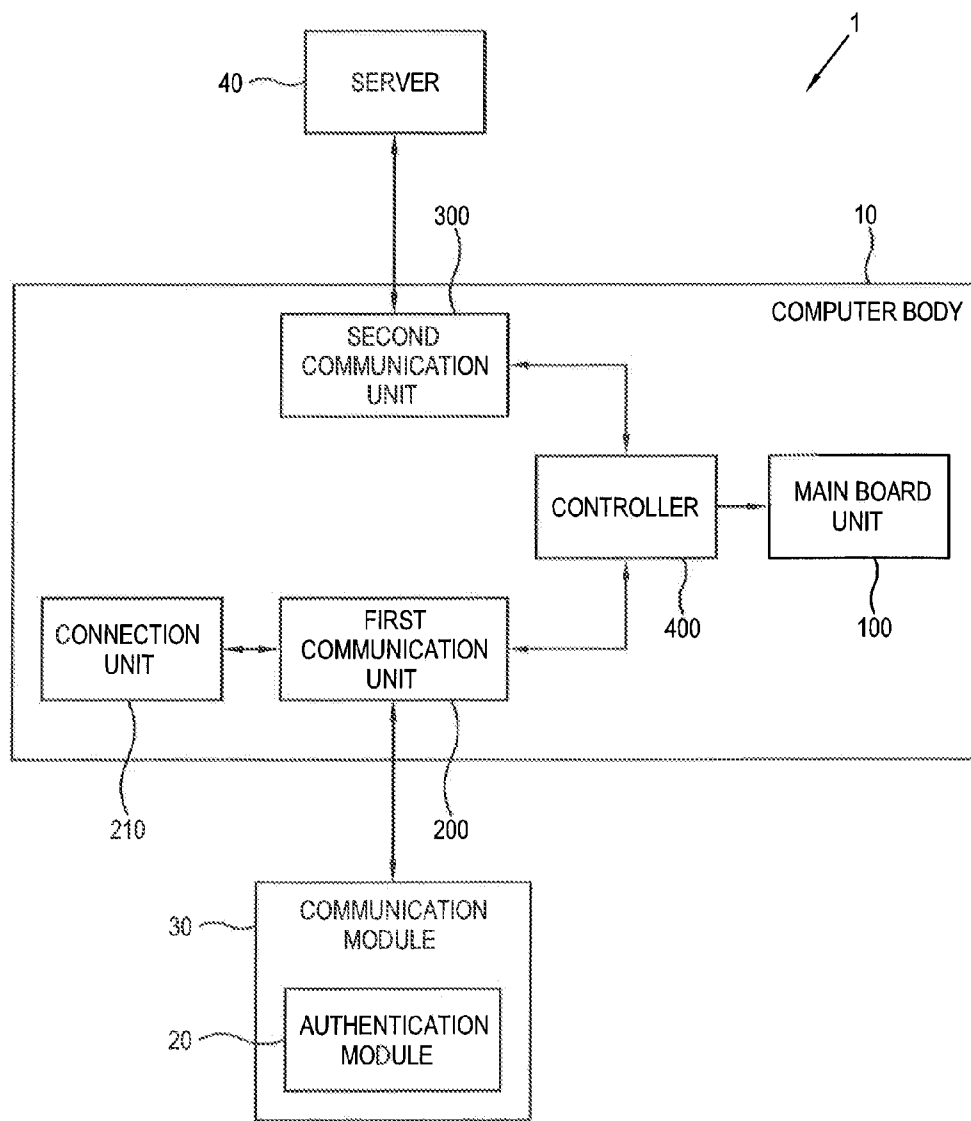 1
40
SERVER
300
10
COMPUTER BODY
SECOND
COMMUNICATION
UNIT
CONTROLLER
MAIN BOARD
UNIT
400
100
CONNECTION
UNIT
FIRST
COMMUNICATION
UNIT
210
200
30
COMMUNICATION
MODULE
20
AUTHENTICATION
MODULE